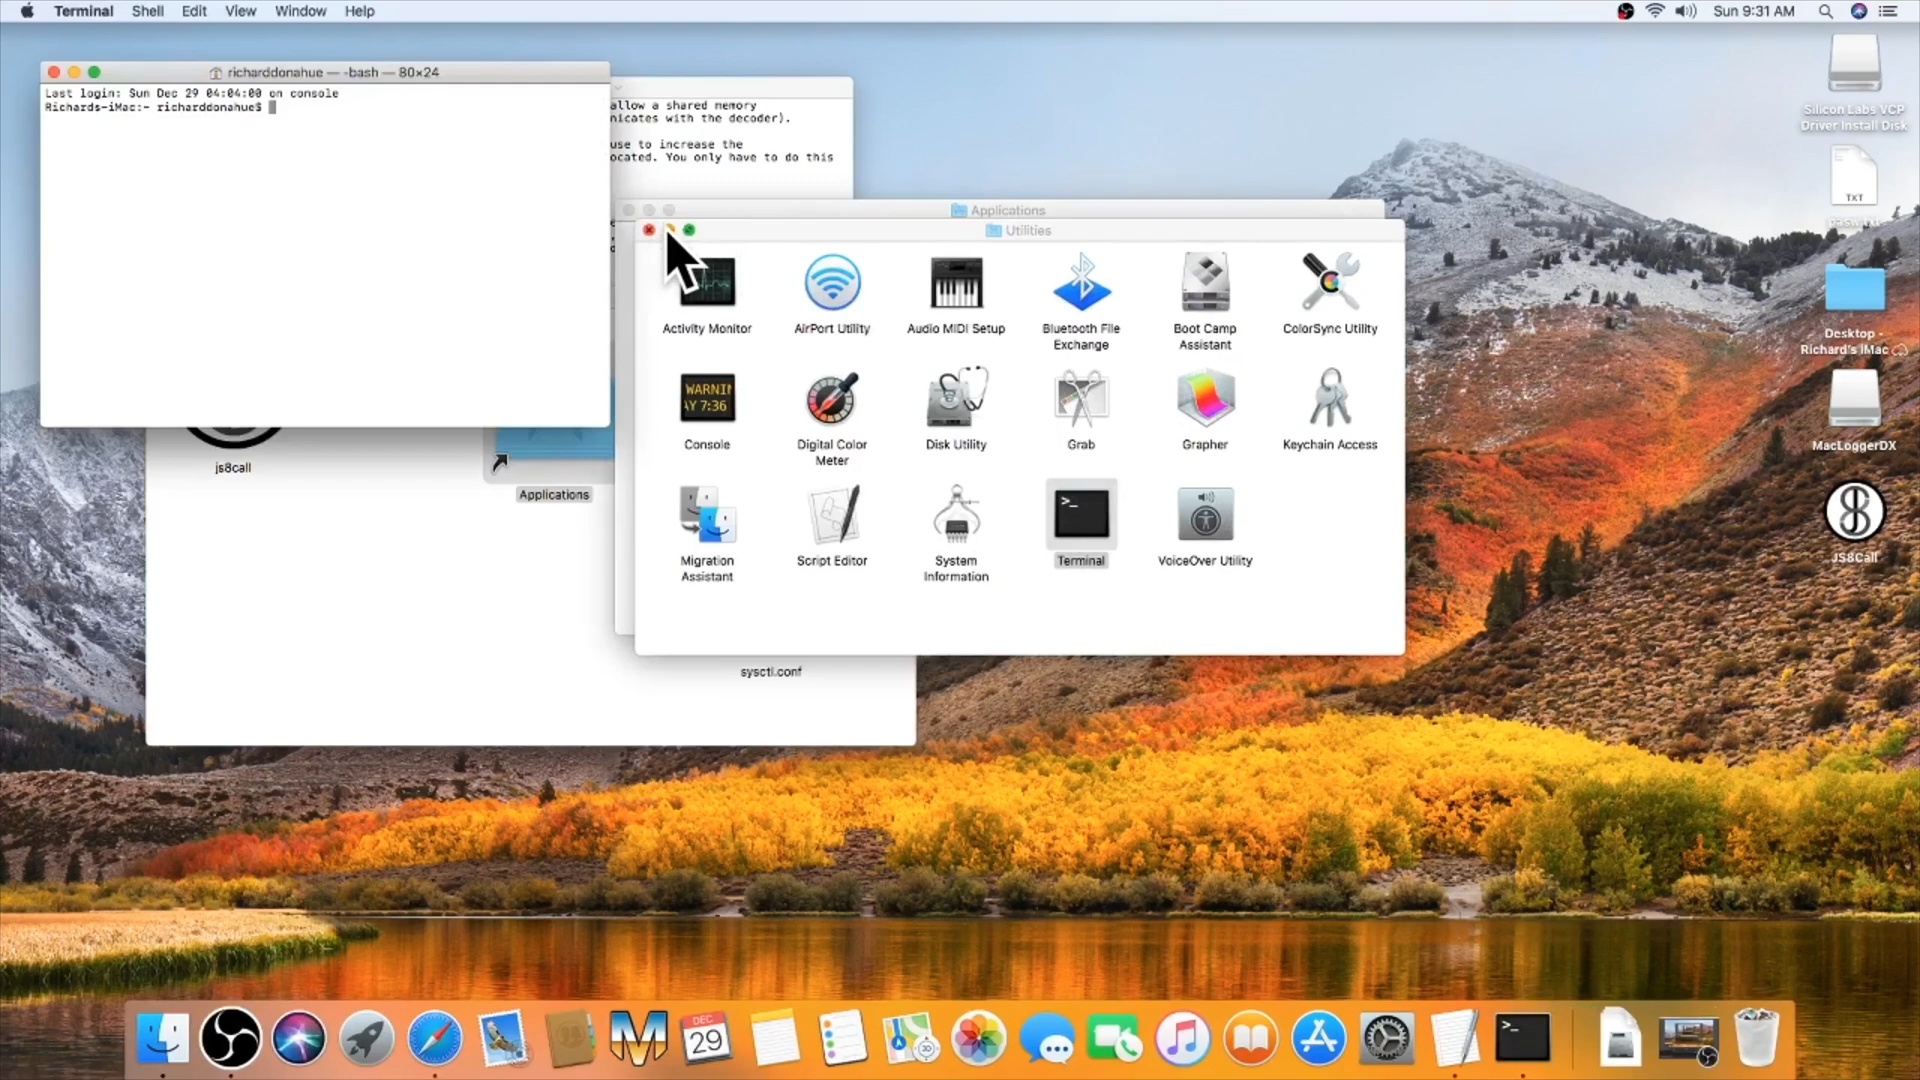 Terminal Shell Edit View Window Help
Sun 9:31 AM
richarddonahue — -bash — 80×24
Last login: Sun Dec 29 04:04:00 on console
Richards-iMac:~ richarddonahue$
allow a shared memory
nicates with the decoder).
use to increase the
ocated. You only have to do this
Applications
Utilities
Activity Monitor
AirPort Utility
Audio MIDI Setup
Bluetooth File
Exchange
Boot Camp
Assistant
ColorSync Utility
WARNIN
AY 7:36
Console
Digital Color
Meter
Disk Utility
Grab
Grapher
Keychain Access
Migration
Assistant
Script Editor
System
Information
>_
Terminal
VoiceOver Utility
js8call
Applications
sysctl.conf
Silicon Labs VCP
Driver Install Disk
TXT
Desktop -
Richard's iMac
MacLoggerDX
JS8Call
DEC
29
>_